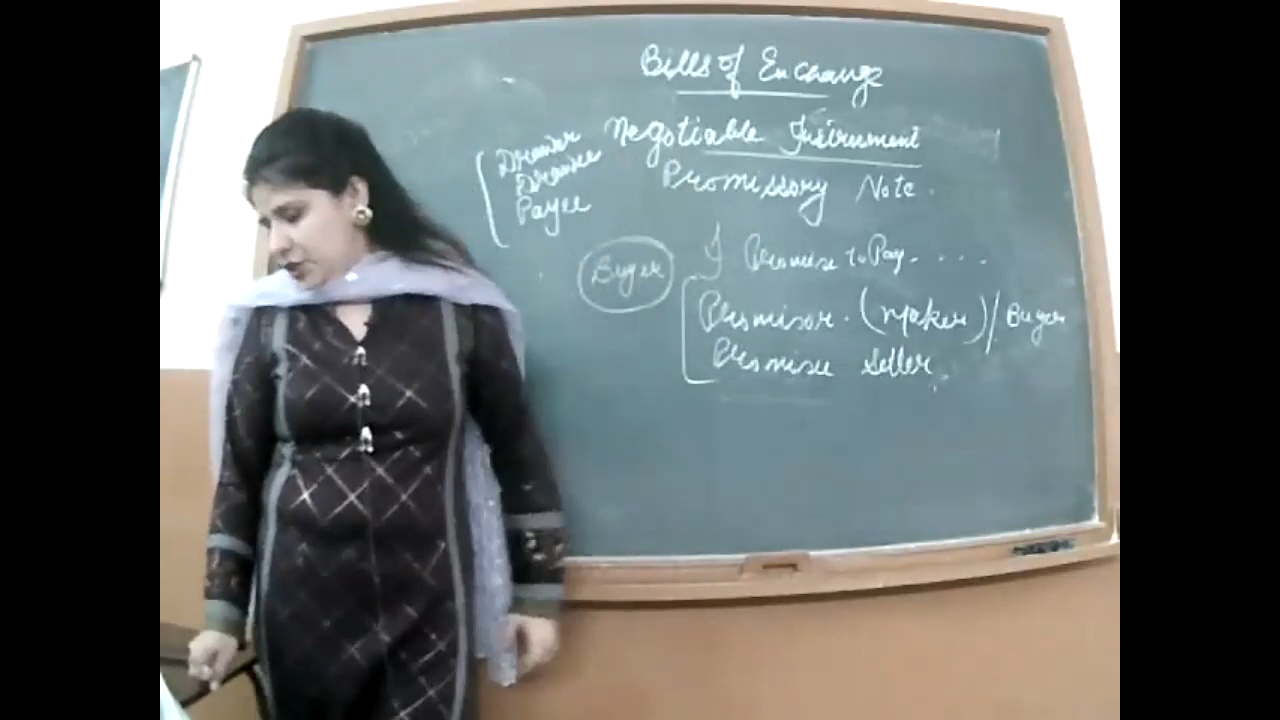 Bills of Exchange
Negotiable Instrument
Promissory Note.
Drawer
Drawee
Payee
I Promise to Pay. . . . .
Buyer
Promisor. (Maker) / Buyer
Promisee Seller